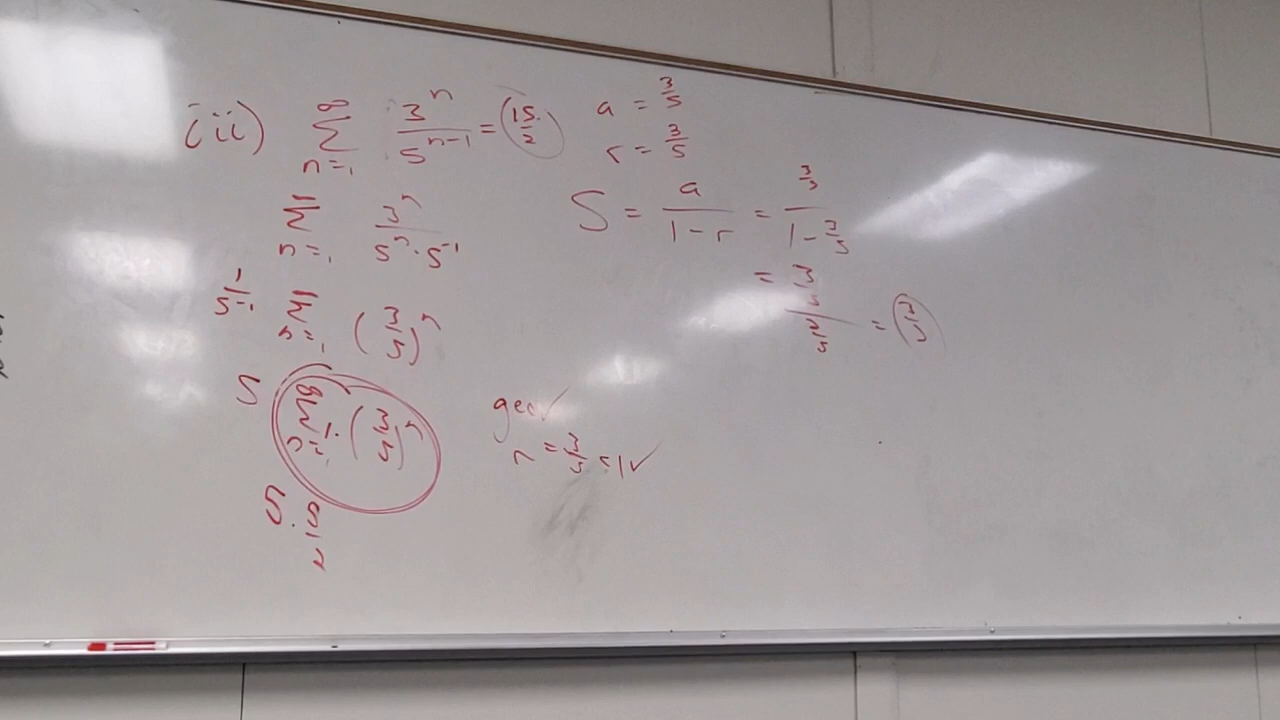 (ii) ∞ Σ n=1 3^n / 5^(n-1) = 15/2
Σ n=1 3^n / 5^n · 5^-1
1/5^-1 Σ n=1 (3/5)^n
5 ∞ Σ n=1 (3/5)^n
5 ·
a = 3/5
r = 3/5
S = a / 1-r = 3/5 / 1 - 3/5
= 3/5 / 2/5 = 3/2
geo ✓
r = 3/5 < 1 ✓